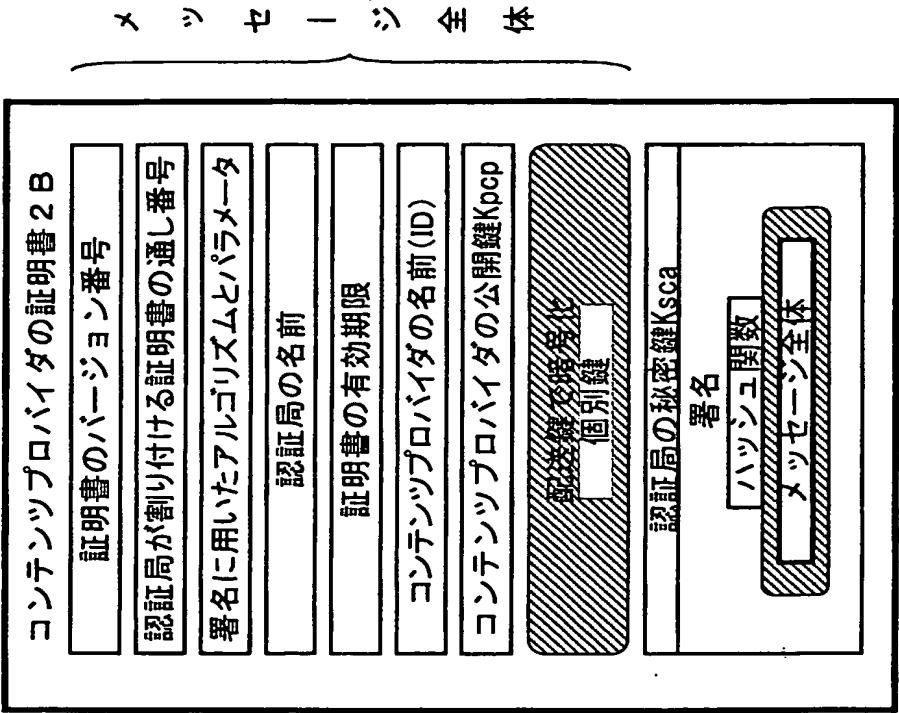 コンテンツプロバイダの証明書2B
証明書のバージョン番号
認証局が割り付ける証明書の通し番号
署名に用いたアルゴリズムとパラメータ
認証局の名前
証明書の有効期限
コンテンツプロバイダの名前(ID)
コンテンツプロバイダの公開鍵Kpcp
配送鍵で暗号化
個別鍵
認証局の秘密鍵Ksca
署名
ハッシュ関数
メッセージ全体
メッセージ全体